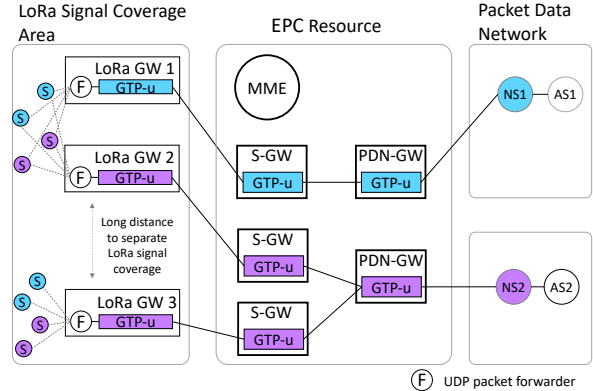 LoRa Signal Coverage
Area
EPC Resource
Packet Data
Network
LoRa GW 1
F
GTP-u
S
S
S
S
LoRa GW 2
F
GTP-u
Long distance
to separate
LoRa signal
coverage
S
S
S
S
LoRa GW 3
F
GTP-u
MME
S-GW
GTP-u
PDN-GW
GTP-u
S-GW
GTP-u
PDN-GW
GTP-u
S-GW
GTP-u
NS1
AS1
NS2
AS2
F UDP packet forwarder